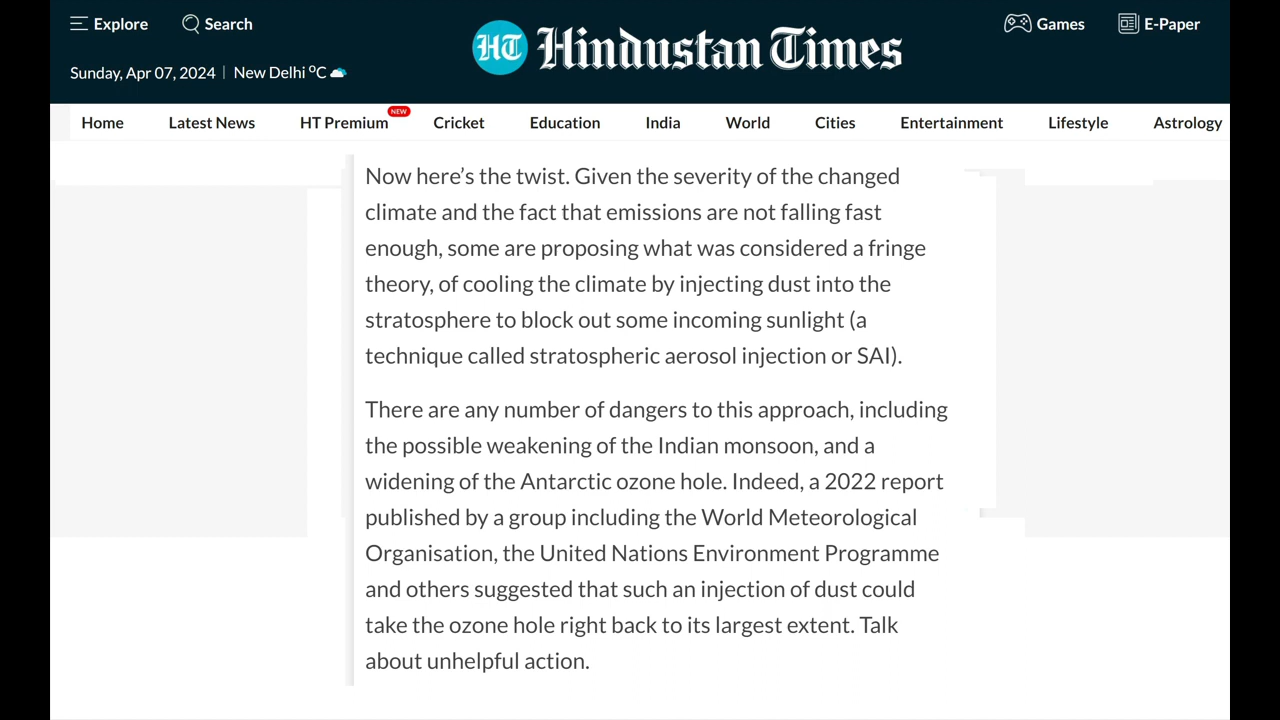 Explore Search
HT Hindustan Times
Games E-Paper
Sunday, Apr 07, 2024 | New Delhi ºC
NEW
Home Latest News HT Premium Cricket Education India World Cities Entertainment Lifestyle Astrology
Now here’s the twist. Given the severity of the changed
climate and the fact that emissions are not falling fast
enough, some are proposing what was considered a fringe
theory, of cooling the climate by injecting dust into the
stratosphere to block out some incoming sunlight (a
technique called stratospheric aerosol injection or SAI).
There are any number of dangers to this approach, including
the possible weakening of the Indian monsoon, and a
widening of the Antarctic ozone hole. Indeed, a 2022 report
published by a group including the World Meteorological
Organisation, the United Nations Environment Programme
and others suggested that such an injection of dust could
take the ozone hole right back to its largest extent. Talk
about unhelpful action.